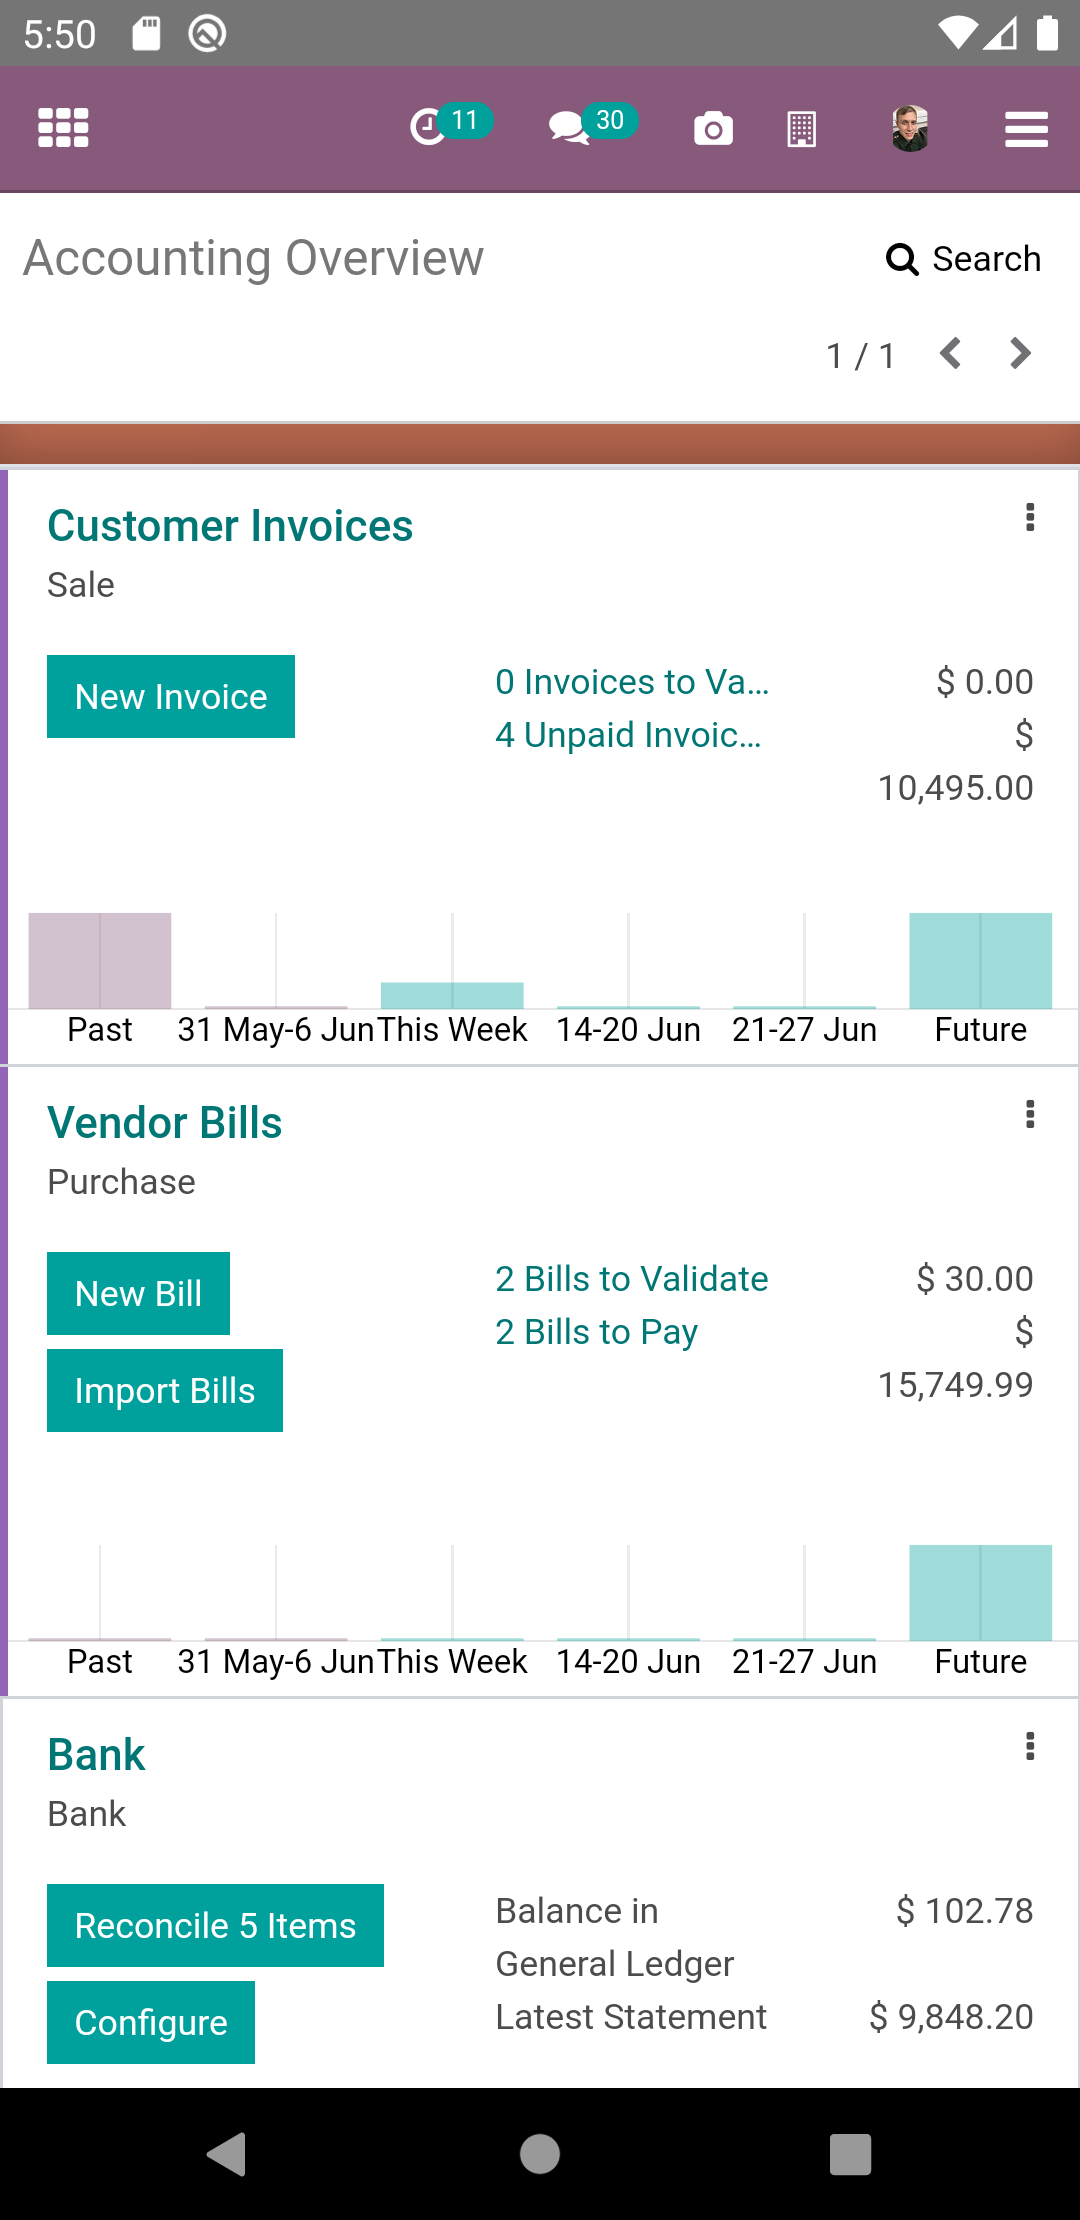 5:50
11
30
Accounting Overview
Search
1 / 1
Customer Invoices
Sale
New Invoice
0 Invoices to Va... $ 0.00
4 Unpaid Invoic... $
10,495.00
Past 31 May-6 Jun This Week 14-20 Jun 21-27 Jun Future
Vendor Bills
Purchase
New Bill
2 Bills to Validate $ 30.00
2 Bills to Pay $
15,749.99
Import Bills
Past 31 May-6 Jun This Week 14-20 Jun 21-27 Jun Future
Bank
Bank
Reconcile 5 Items
Balance in $ 102.78
General Ledger
Latest Statement $ 9,848.20
Configure